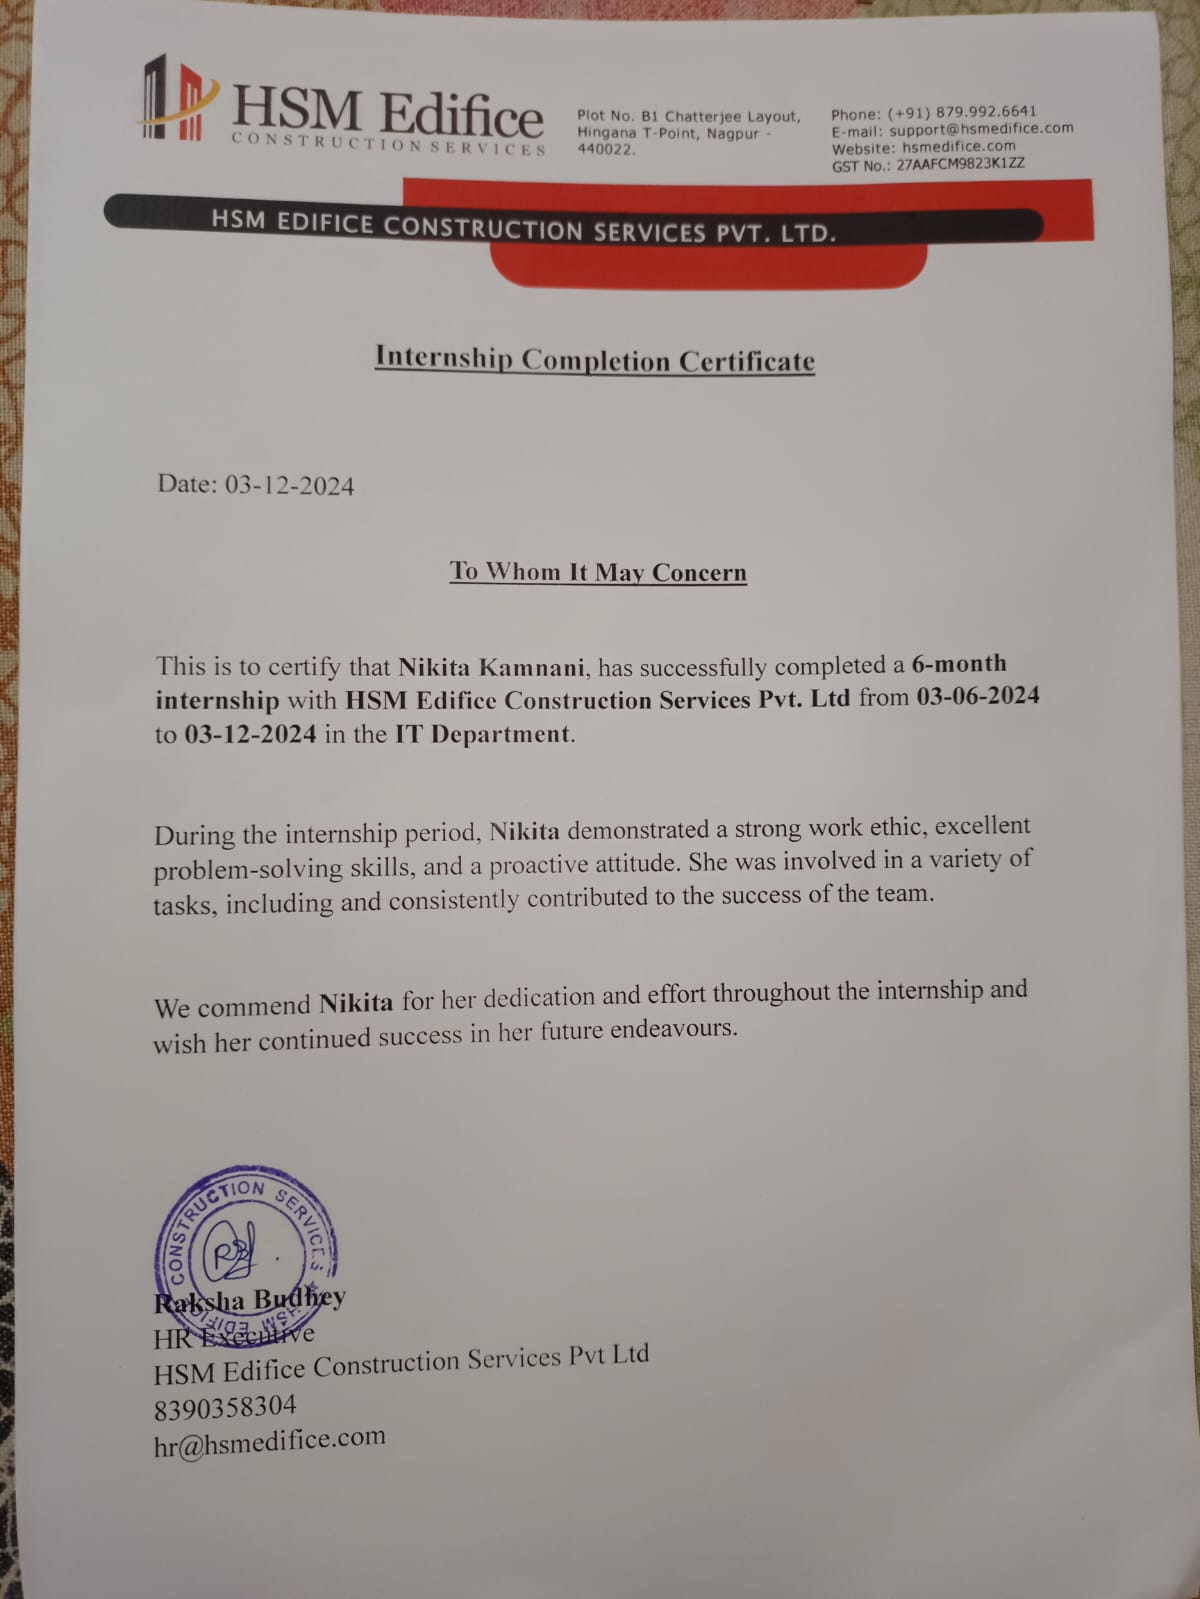 HSM Edifice
CONSTRUCTION SERVICES
Plot No. B1 Chatterjee Layout,
Hingana T-Point, Nagpur -
440022.
Phone: (+91) 879.992.6641
E-mail: support@hsmedifice.com
Website: hsmedifice.com
GST No.: 27AAFCM9823K1ZZ
HSM EDIFICE CONSTRUCTION SERVICES PVT. LTD.
Internship Completion Certificate
Date: 03-12-2024
To Whom It May Concern
This is to certify that Nikita Kamnani, has successfully completed a 6-month
internship with HSM Edifice Construction Services Pvt. Ltd from 03-06-2024
to 03-12-2024 in the IT Department.
During the internship period, Nikita demonstrated a strong work ethic, excellent
problem-solving skills, and a proactive attitude. She was involved in a variety of
tasks, including and consistently contributed to the success of the team.
We commend Nikita for her dedication and effort throughout the internship and
wish her continued success in her future endeavours.
CONSTRUCTION SERVICES
HSM EDIFICE
Raksha Budhey
HR Executive
HSM Edifice Construction Services Pvt Ltd
8390358304
hr@hsmedifice.com